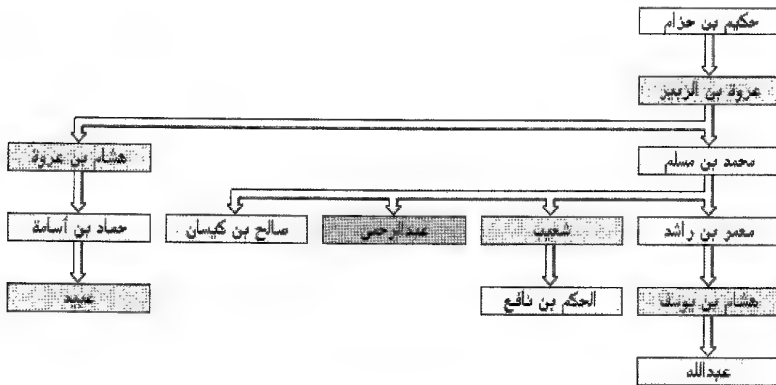 حكيم بن حزام
عروة بن الزبير
محمد بن مسلم
هشام بن عروة
معمر بن راشد
شعيب
عبدالرحمن
صالح بن كيسان
حماد بن أسامة
هشام بن يوسف
الحكم بن نافع
عبيد
عبدالله